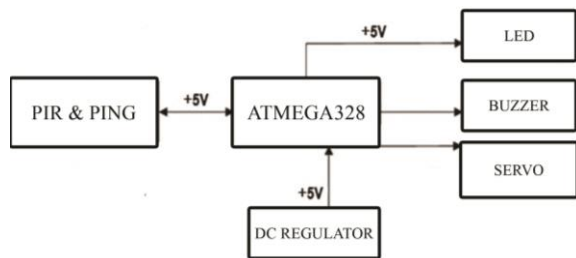 +5V
LED
PIR & PING
+5V
ATMEGA328
BUZZER
SERVO
+5V
DC REGULATOR